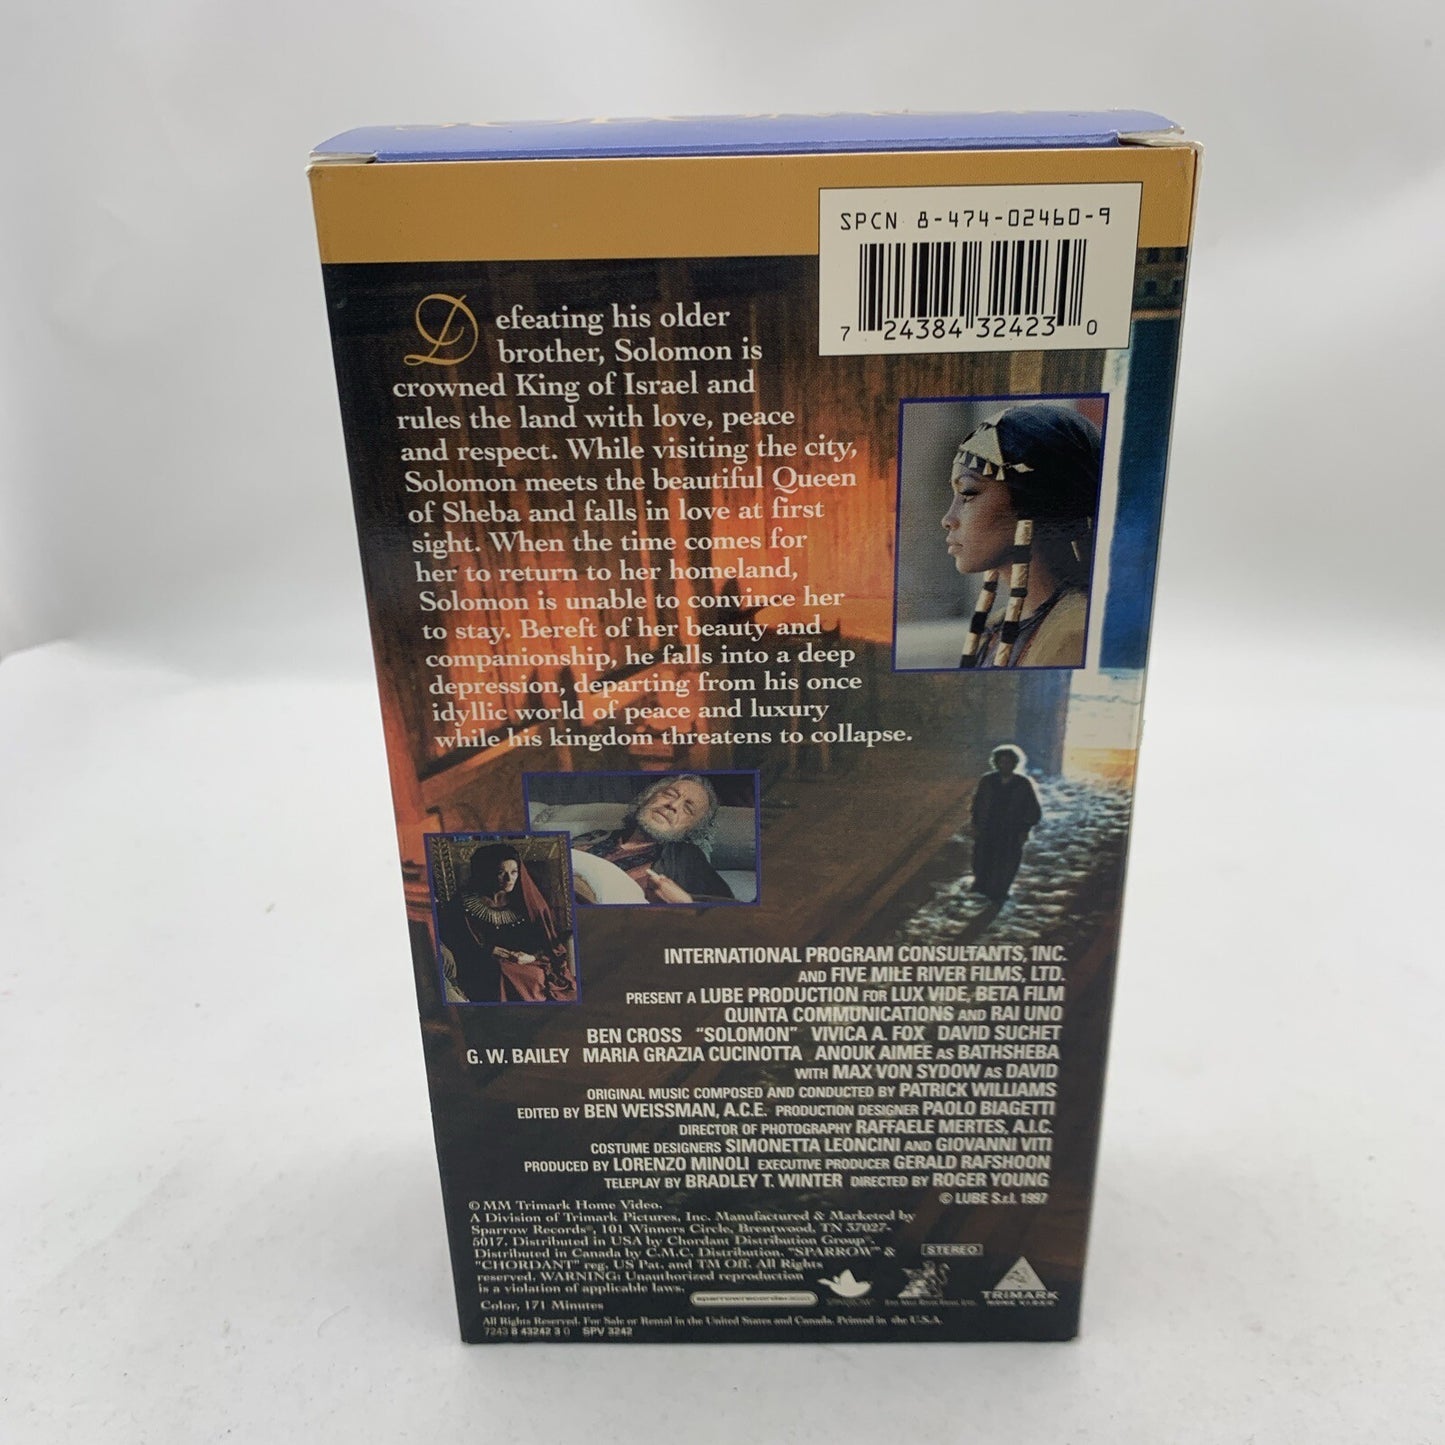 SPCN 8-474-02460-9
7 24384 32423 0
Defeating his older
brother, Solomon is
crowned King of Israel and
rules the land with love, peace
and respect. While visiting the city,
Solomon meets the beautiful Queen
of Sheba and falls in love at first
sight. When the time comes for
her to return to her homeland,
Solomon is unable to convince her
to stay. Bereft of her beauty and
companionship, he falls into a deep
depression, departing from his once
idyllic world of peace and luxury
while his kingdom threatens to collapse.
INTERNATIONAL PROGRAM CONSULTANTS, INC.
AND FIVE MILE RIVER FILMS, LTD.
PRESENT A LUBE PRODUCTION FOR LUX VIDE, BETA FILM
QUINTA COMMUNICATIONS AND RAI UNO
BEN CROSS "SOLOMON" VIVICA A. FOX DAVID SUCHET
G. W. BAILEY MARIA GRAZIA CUCINOTTA ANOUK AIMEE AS BATHSHEBA
WITH MAX VON SYDOW AS DAVID
ORIGINAL MUSIC COMPOSED AND CONDUCTED BY PATRICK WILLIAMS
EDITED BY BEN WEISSMAN, A.C.E. PRODUCTION DESIGNER PAOLO BIAGETTI
DIRECTOR OF PHOTOGRAPHY RAFFAELE MERTES, A.I.C.
COSTUME DESIGNERS SIMONETTA LEONCINI AND GIOVANNI VITI
PRODUCED BY LORENZO MINOLI EXECUTIVE PRODUCER GERALD RAFSHOON
TELEPLAY BY BRADLEY T. WINTER DIRECTED BY ROGER YOUNG
© LUBE S.r.l. 1997
© MM Trimark Home Video.
A Division of Trimark Pictures, Inc. Manufactured & Marketed by
Sparrow Records®, 101 Winners Circle, Brentwood, TN 37027-
5017. Distributed in USA by Chordant Distribution Group®.
Distributed in Canada by C.M.C. Distribution. "SPARROW" &
"CHORDANT" reg. US Pat. and TM Off. All Rights
reserved. WARNING: Unauthorized reproduction
is a violation of applicable laws.
STEREO
SPARROW
TRIMARK
HOME VIDEO
Color, 171 Minutes
All Rights Reserved. For Sale or Rental in the United States and Canada. Printed in the U.S.A.
7243 8 43242 3 0 SPV 3242